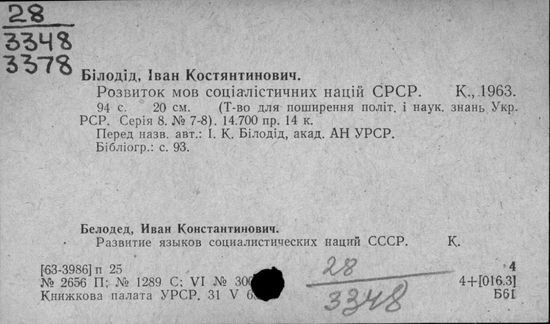 28
3348
3378
Білодід, Іван Костянтинович.
Розвиток мов соціалістичних націй СРСР. К., 1963.
94 с. 20 см. (Т-во для поширення політ. і наук. знань Укр.
РСР. Серія 8. № 7-8). 14.700 пр. 14 к.
Перед назв. авт.: І. К. Білодід, акад. АН УРСР.
Бібліогр.: с. 93.
Белодед, Иван Константинович.
Развитие языков социалистических наций СССР. К.
[63-3986] п 25
28
4
№ 2656 П; № 1289 С; VI № 4+[016.3]
Книжкова палата УРСР. 31 V
3348
Б61